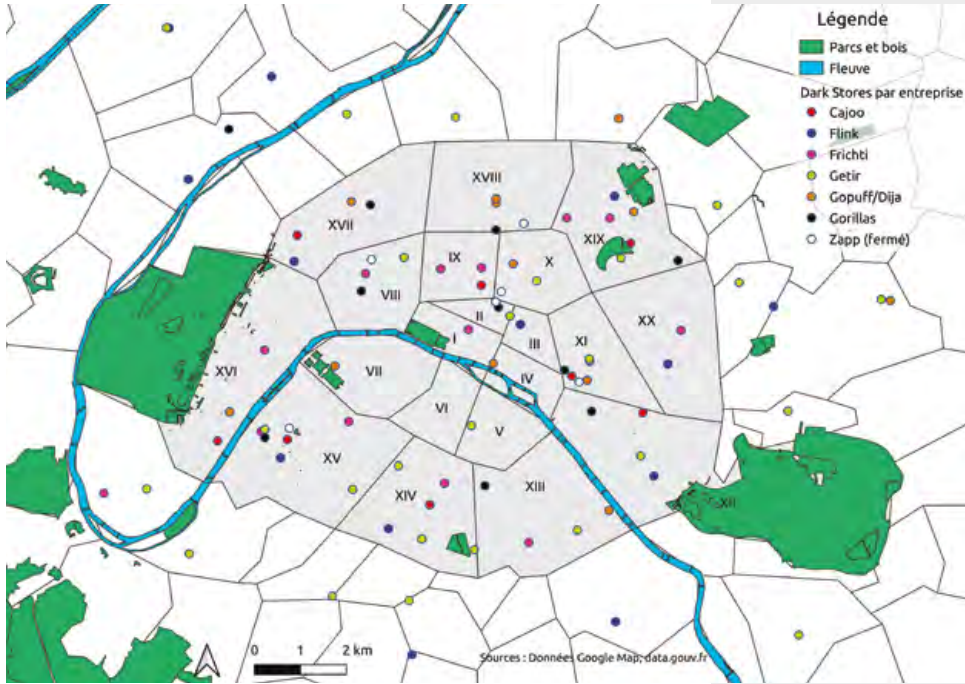 Légende
Parcs et bois
Fleuve
Dark Stores par entreprise
Cajoo
Flink
Frichti
Getir
Gopuff/Dija
Gorillas
Zapp (fermé)
XVIII
XVII
XIX
IX
X
VIII
II
I
III
XI
XX
XVI
VII
IV
VI
V
XV
XIV
XIII
XII
0 1 2 km
Sources : Données Google Map, data.gouv.fr